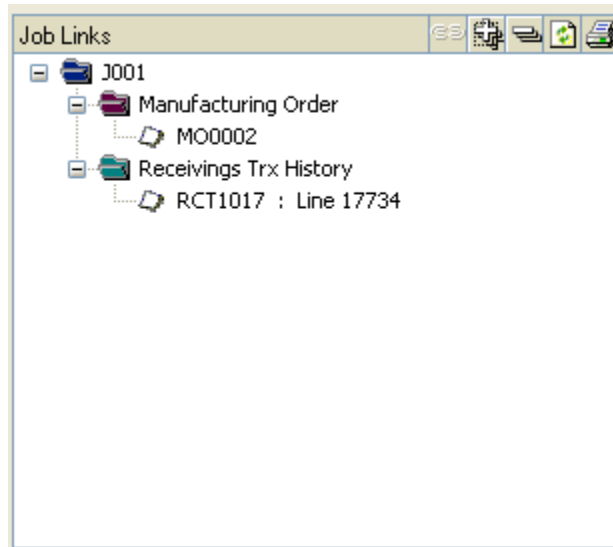 Job Links
J001
Manufacturing Order
MO0002
Receivings Trx History
RCT1017 : Line 17734